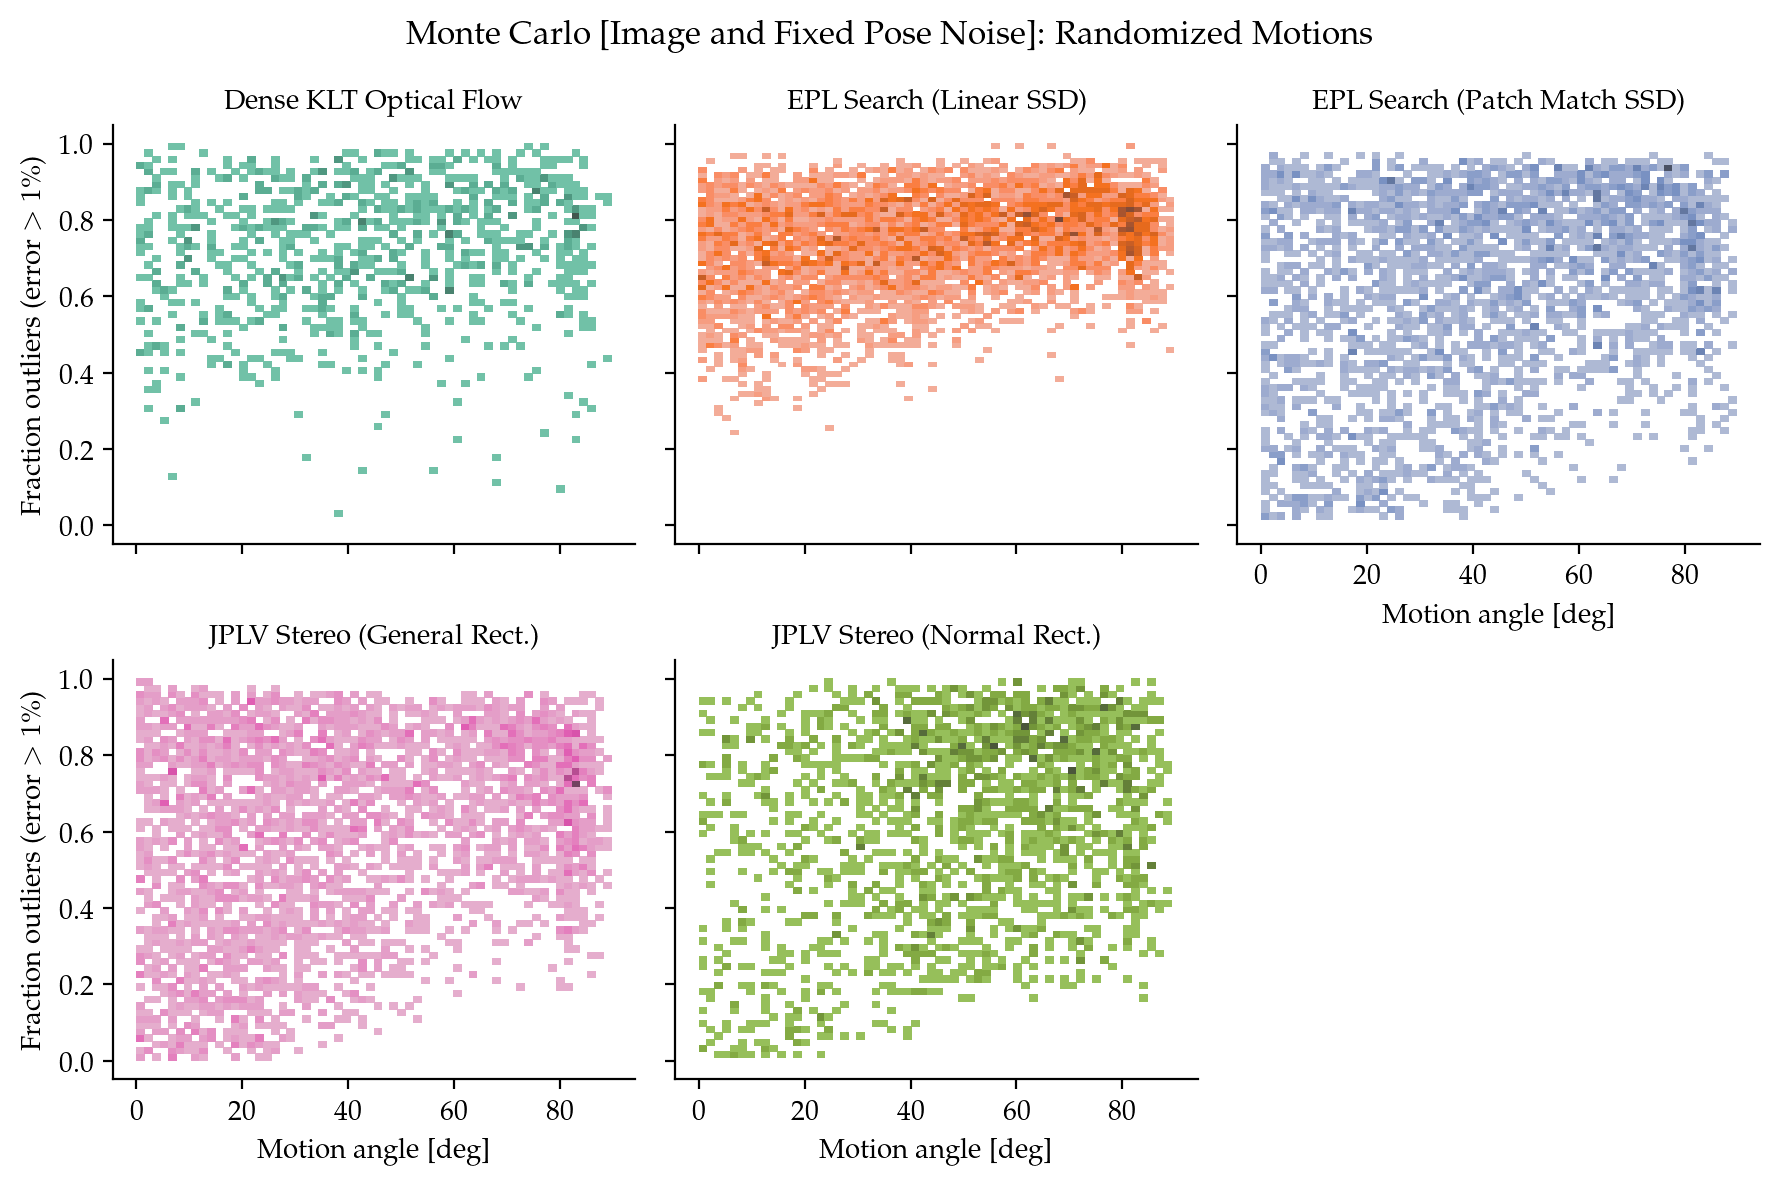 Monte Carlo [Image and Fixed Pose Noise]: Randomized Motions
Dense KLT Optical Flow
EPL Search (Linear SSD)
EPL Search (Patch Match SSD)
Fraction outliers (error > 1%)
1.0
0.8
0.6
0.4
0.2
0.0
0 20 40 60 80
Motion angle [deg]
JPLV Stereo (General Rect.)
JPLV Stereo (Normal Rect.)
Fraction outliers (error > 1%)
1.0
0.8
0.6
0.4
0.2
0.0
0 20 40 60 80
0 20 40 60 80
Motion angle [deg]
Motion angle [deg]